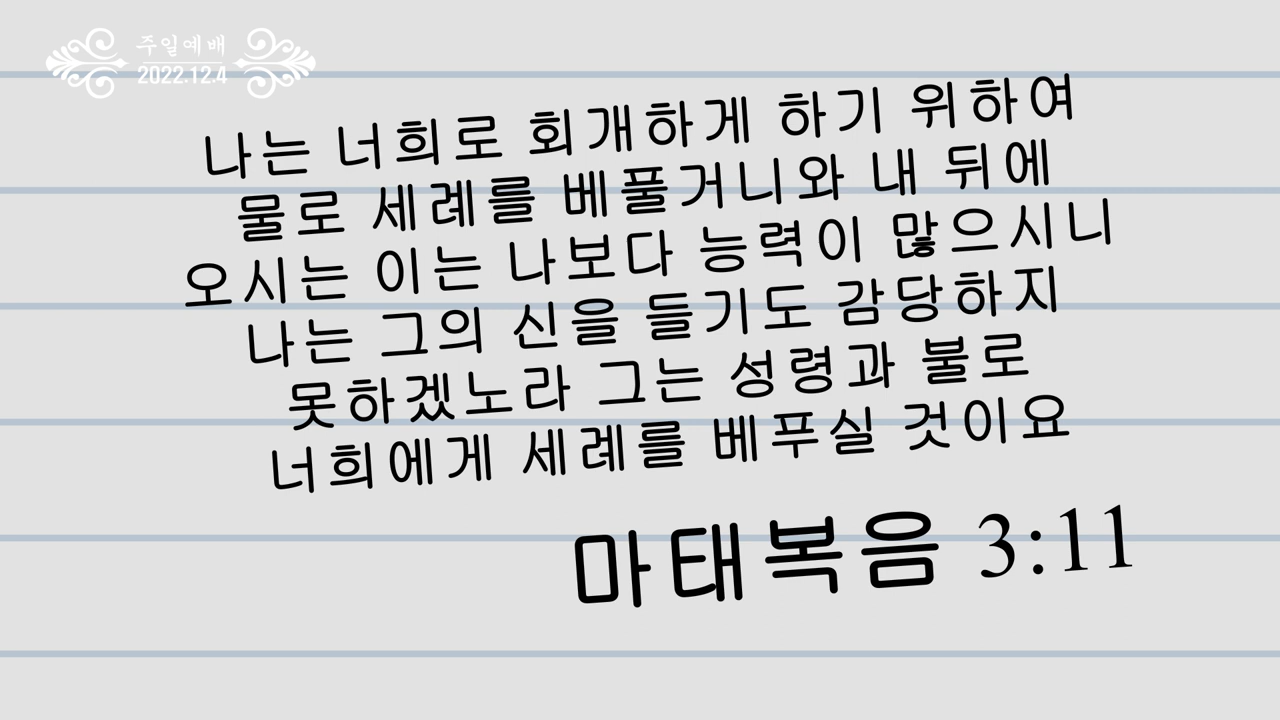 주일예배
2022.12.4
나는 너희로 회개하게 하기 위하여
물로 세례를 베풀거니와 내 뒤에
오시는 이는 나보다 능력이 많으시니
나는 그의 신을 들기도 감당하지
못하겠노라 그는 성령과 불로
너희에게 세례를 베푸실 것이요
마태복음 3:11